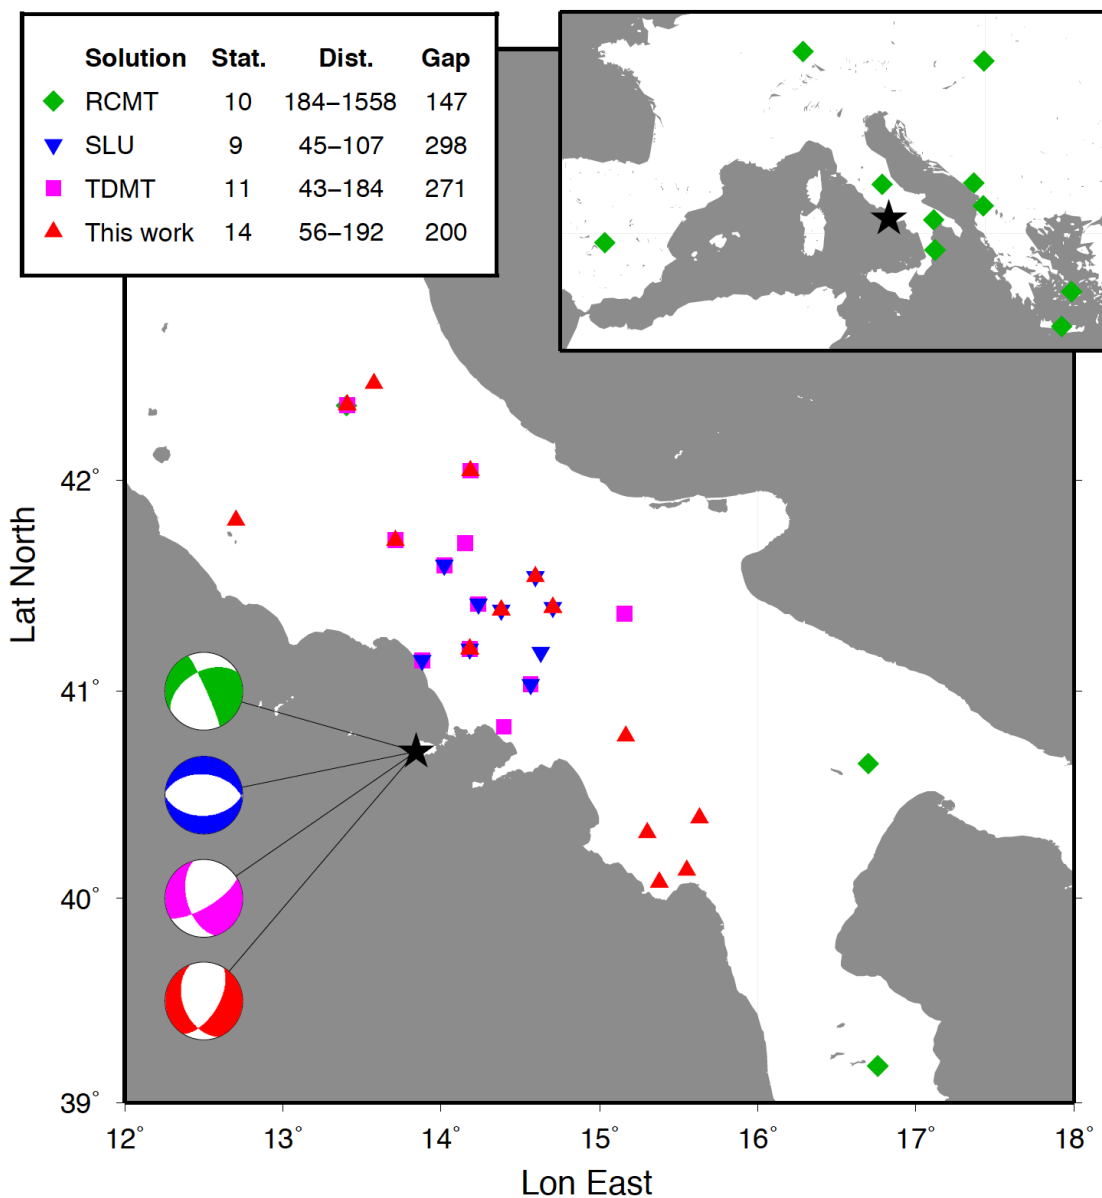 Solution Stat. Dist. Gap
RCMT 10 184–1558 147
SLU 9 45–107 298
TDMT 11 43–184 271
This work 14 56–192 200
42°
41°
40°
39°
Lat North
12° 13° 14° 15° 16° 17° 18°
Lon East